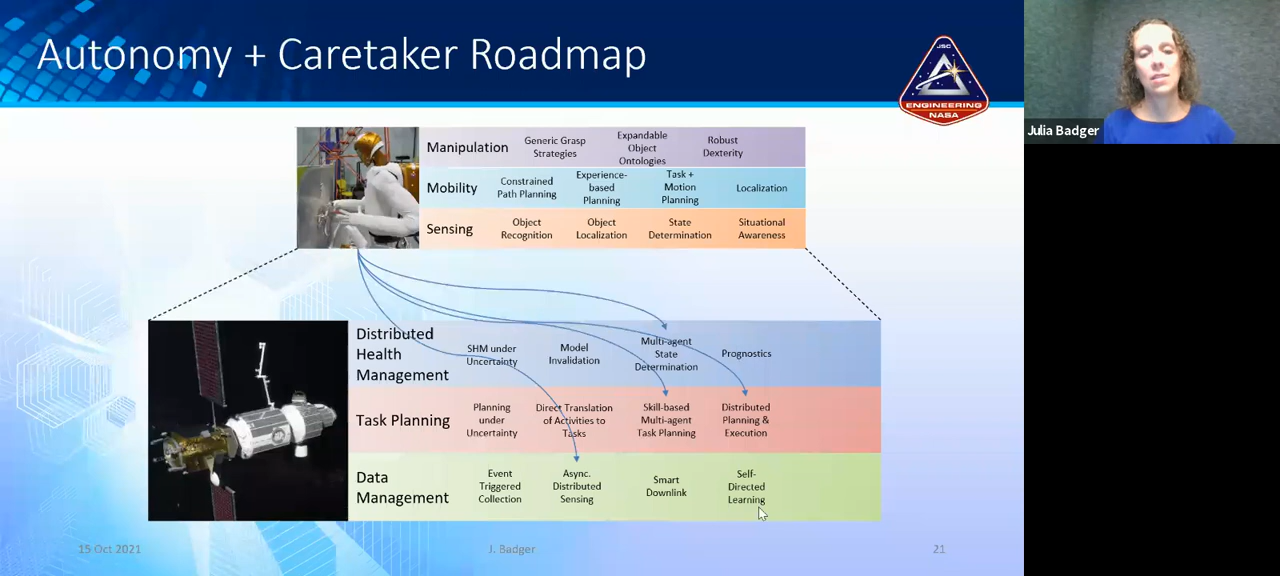 Autonomy + Caretaker Roadmap
JSC
ENGINEERING
NASA
Julia Badger
Manipulation
Generic Grasp
Strategies
Expandable
Object
Ontologies
Robust
Dexterity
Mobility
Constrained
Path Planning
Experience-
based
Planning
Task +
Motion
Planning
Localization
Sensing
Object
Recognition
Object
Localization
State
Determination
Situational
Awareness
Distributed
Health
Management
SHM under
Uncertainty
Model
Invalidation
Multi-agent
State
Determination
Prognostics
Task Planning
Planning
under
Uncertainty
Direct Translation
of Activities to
Tasks
Skill-based
Multi-agent
Task Planning
Distributed
Planning &
Execution
Data
Management
Event
Triggered
Collection
Async.
Distributed
Sensing
Smart
Downlink
Self-
Directed
Learning
15 Oct 2021
J. Badger
21